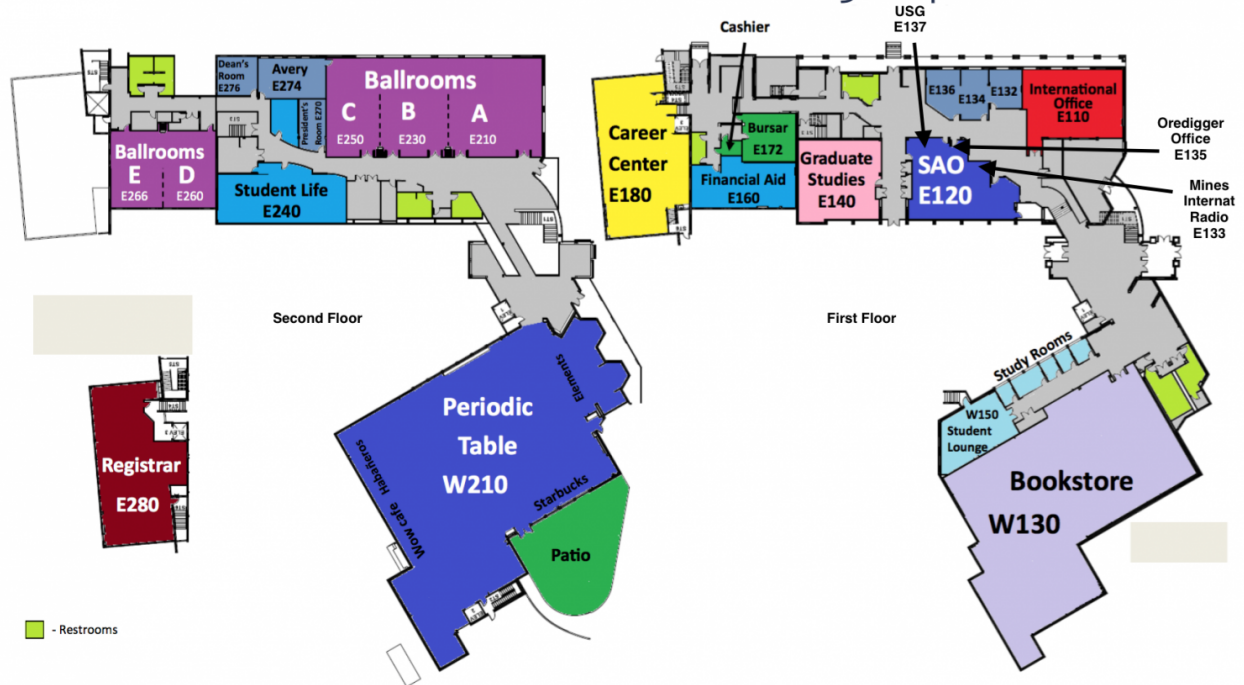 USG
E137
Cashier
Dean's
Room
E276
Avery
E274
President's
Room E270
Ballrooms
C
B
A
E250
E230
E210
Ballrooms
E
D
E266
E260
Student Life
E240
Career
Center
E180
Bursar
E172
Financial Aid
E160
Graduate
Studies
E140
SAO
E120
E136
E134
E132
International
Office
E110
Oredigger
Office
E135
Mines
Internat
Radio
E133
Second Floor
First Floor
Registrar
E280
Periodic
Table
W210
Elements
Wow cafe Habañeros
Starbucks
Patio
Study Rooms
W150
Student
Lounge
Bookstore
W130
- Restrooms